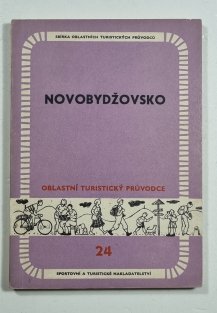 SBÍRKA OBLASTNÍCH TURISTICKÝCH PRŮVODCŮ
NOVOBYDŽOVSKO
OBLASTNÍ TURISTICKÝ PRŮVODCE
24
SPORTOVNÍ A TURISTICKÉ NAKLADATELSTVÍ